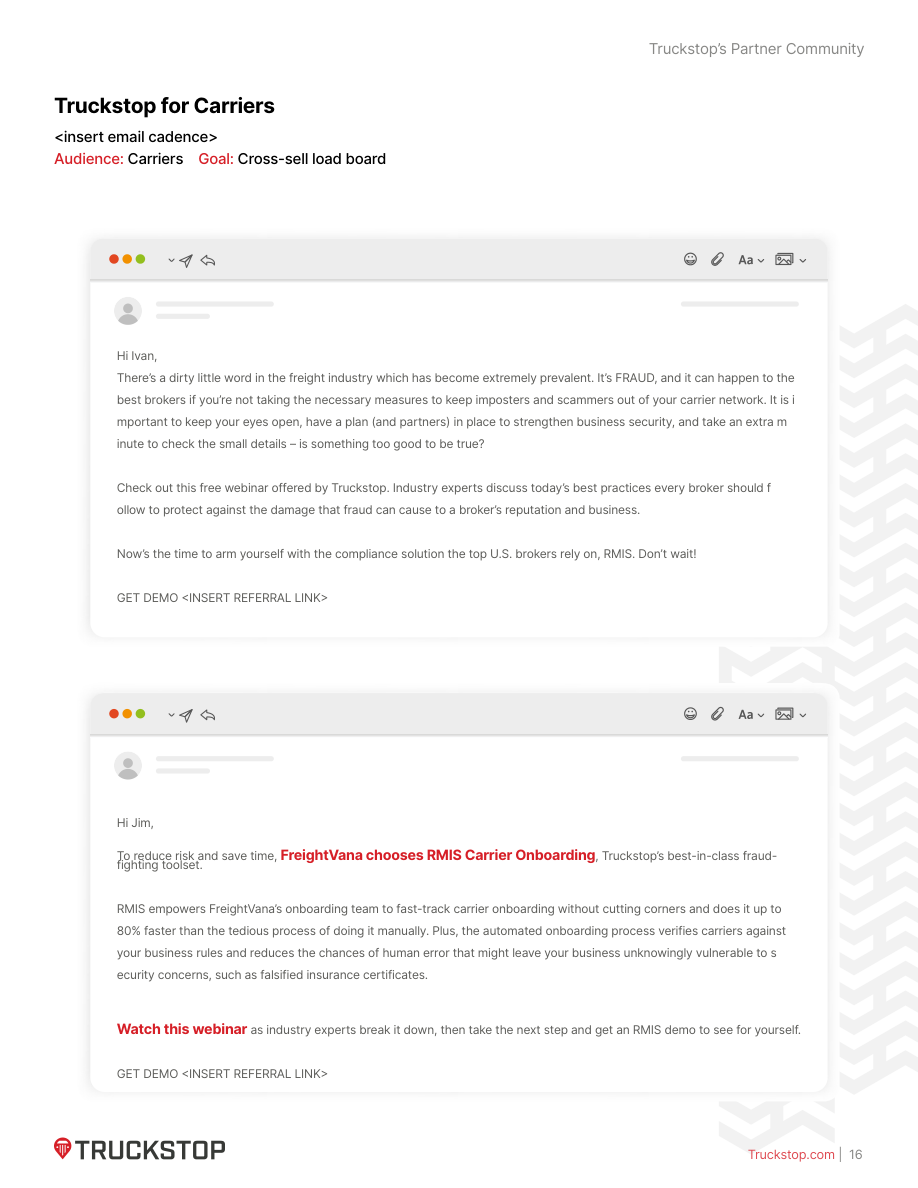 Truckstop’s Partner Community
Truckstop for Carriers
<insert email cadence>
Audience: Carriers Goal: Cross-sell load board
Aa
Hi Ivan,
There’s a dirty little word in the freight industry which has become extremely prevalent. It’s FRAUD, and it can happen to the
best brokers if you’re not taking the necessary measures to keep imposters and scammers out of your carrier network. It is i
mportant to keep your eyes open, have a plan (and partners) in place to strengthen business security, and take an extra m
inute to check the small details – is something too good to be true?
Check out this free webinar offered by Truckstop. Industry experts discuss today’s best practices every broker should f
ollow to protect against the damage that fraud can cause to a broker’s reputation and business.
Now’s the time to arm yourself with the compliance solution the top U.S. brokers rely on, RMIS. Don’t wait!
GET DEMO <INSERT REFERRAL LINK>
Aa
Hi Jim,
To reduce risk and save time, FreightVana chooses RMIS Carrier Onboarding, Truckstop’s best-in-class fraud-
fighting toolset.
RMIS empowers FreightVana’s onboarding team to fast-track carrier onboarding without cutting corners and does it up to
80% faster than the tedious process of doing it manually. Plus, the automated onboarding process verifies carriers against
your business rules and reduces the chances of human error that might leave your business unknowingly vulnerable to s
ecurity concerns, such as falsified insurance certificates.
Watch this webinar as industry experts break it down, then take the next step and get an RMIS demo to see for yourself.
GET DEMO <INSERT REFERRAL LINK>
TRUCKSTOP
Truckstop.com | 16